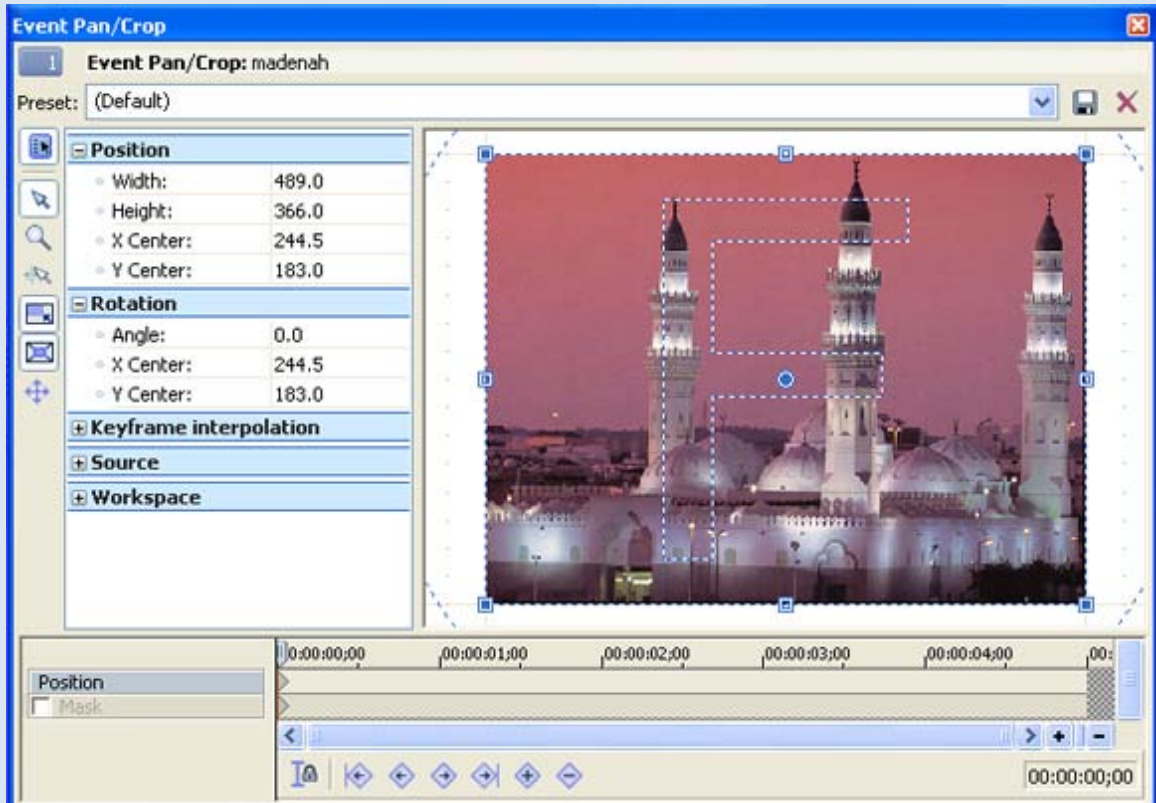 Event Pan/Crop
1 Event Pan/Crop: madenah
Preset: (Default)
Position
Width: 489.0
Height: 366.0
X Center: 244.5
Y Center: 183.0
Rotation
Angle: 0.0
X Center: 244.5
Y Center: 183.0
Keyframe interpolation
Source
Workspace
0:00:00;00 00:00:01;00 00:00:02;00 00:00:03;00 00:00:04;00 00:
Position
Mask
00:00:00;00